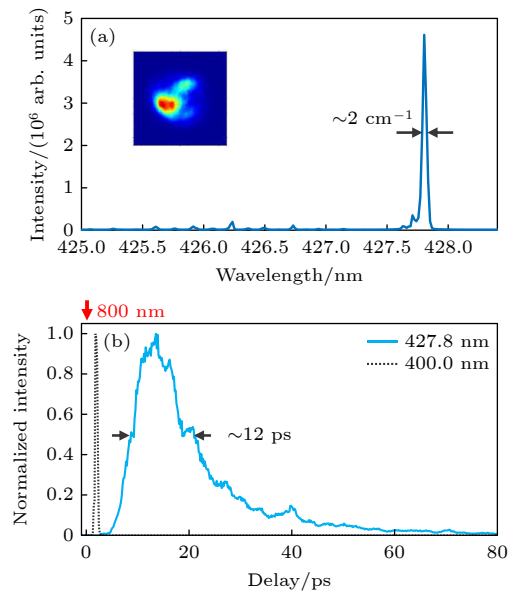 (a)
Intensity/(10⁶ arb. units)
5
4
3
2
1
0
~2 cm⁻¹
425.0 425.5 426.0 426.5 427.0 427.5 428.0
Wavelength/nm
800 nm
(b)
Normalized intensity
1.0
0.8
0.6
0.4
0.2
0
427.8 nm
400.0 nm
~12 ps
0 20 40 60 80
Delay/ps